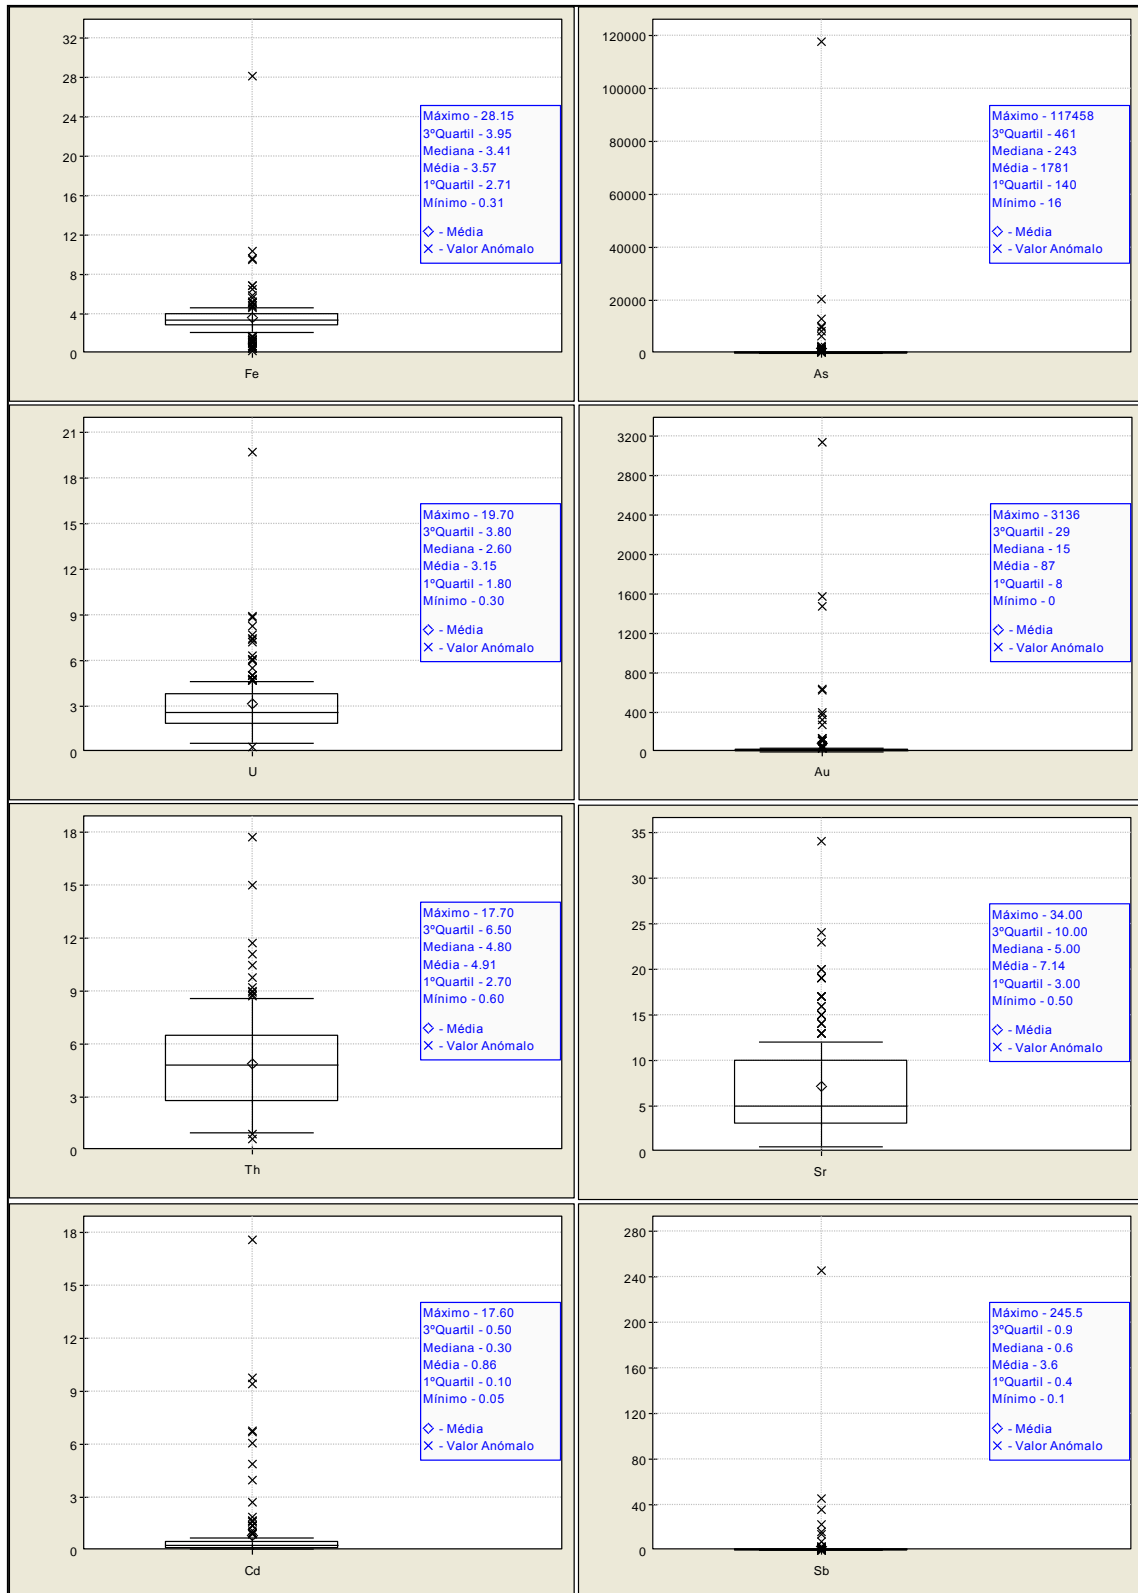 32
28
24
20
16
12
8
4
0
Fe
Máximo - 28.15
3ºQuartil - 3.95
Mediana - 3.41
Média - 3.57
1ºQuartil - 2.71
Mínimo - 0.31
- Média
- Valor Anómalo
120000
100000
80000
60000
40000
20000
0
As
Máximo - 117458
3ºQuartil - 461
Mediana - 243
Média - 1781
1ºQuartil - 140
Mínimo - 16
- Média
- Valor Anómalo
21
18
15
12
9
6
3
0
U
Máximo - 19.70
3ºQuartil - 3.80
Mediana - 2.60
Média - 3.15
1ºQuartil - 1.80
Mínimo - 0.30
- Média
- Valor Anómalo
3200
2800
2400
2000
1600
1200
800
400
0
Au
Máximo - 3136
3ºQuartil - 29
Mediana - 15
Média - 87
1ºQuartil - 8
Mínimo - 0
- Média
- Valor Anómalo
18
15
12
9
6
3
0
Th
Máximo - 17.70
3ºQuartil - 6.50
Mediana - 4.80
Média - 4.91
1ºQuartil - 2.70
Mínimo - 0.60
- Média
- Valor Anómalo
35
30
25
20
15
10
5
0
Sr
Máximo - 34.00
3ºQuartil - 10.00
Mediana - 5.00
Média - 7.14
1ºQuartil - 3.00
Mínimo - 0.50
- Média
- Valor Anómalo
18
15
12
9
6
3
0
Cd
Máximo - 17.60
3ºQuartil - 0.50
Mediana - 0.30
Média - 0.86
1ºQuartil - 0.10
Mínimo - 0.05
- Média
- Valor Anómalo
280
240
200
160
120
80
40
0
Sb
Máximo - 245.5
3ºQuartil - 0.9
Mediana - 0.6
Média - 3.6
1ºQuartil - 0.4
Mínimo - 0.1
- Média
- Valor Anómalo